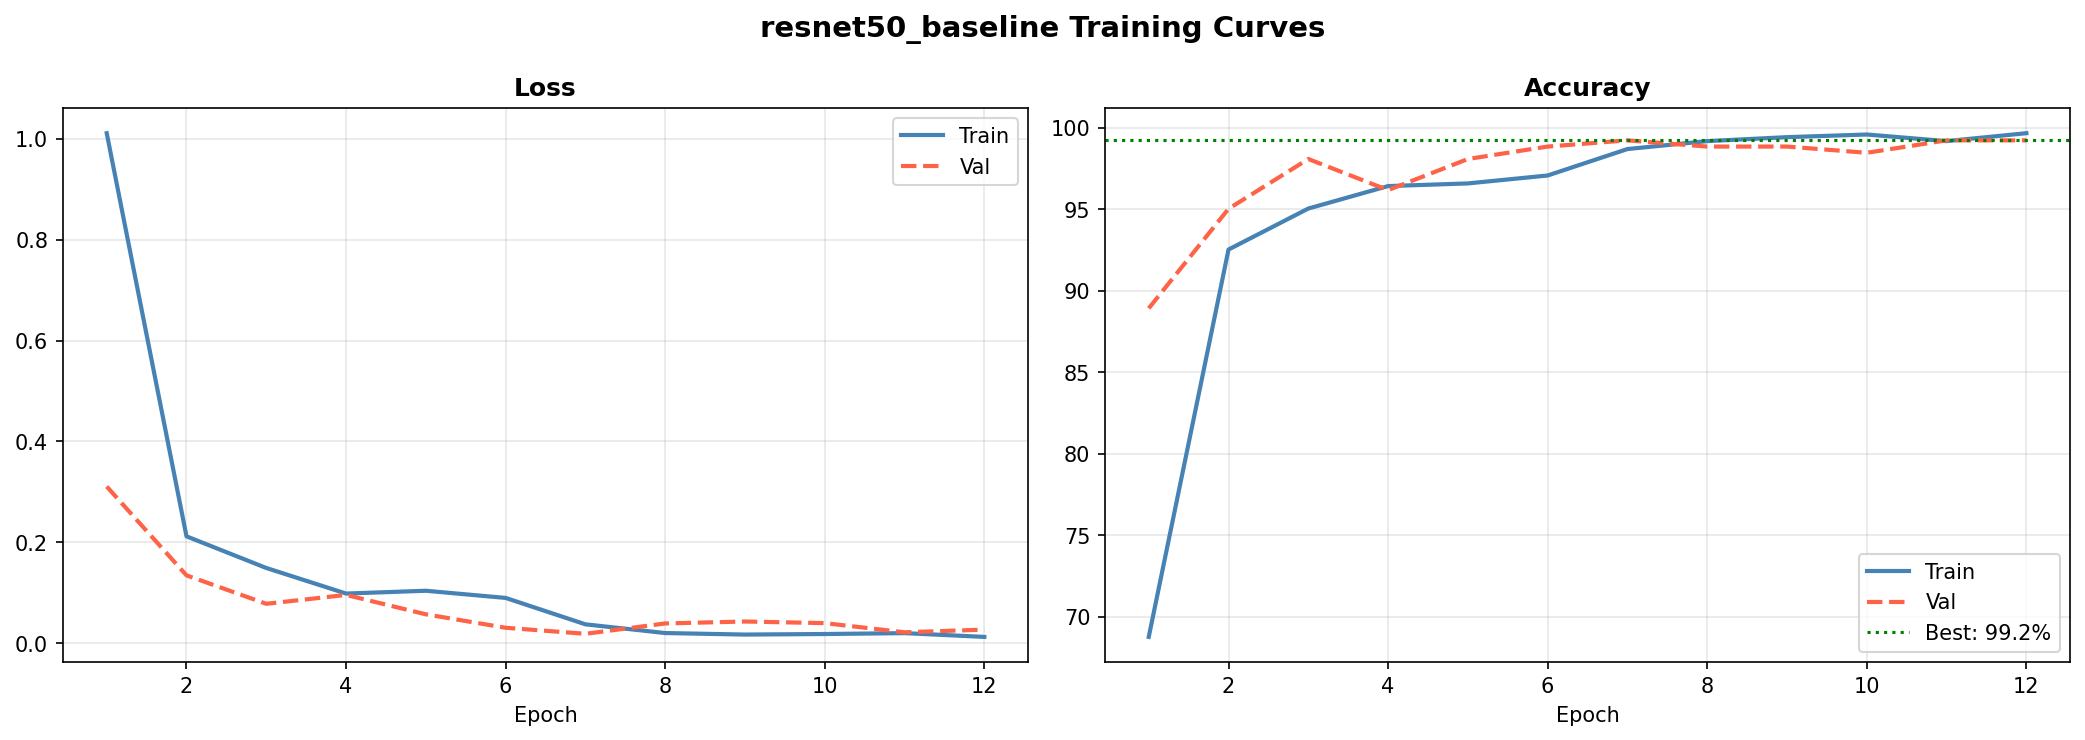 resnet50_baseline Training Curves
Loss
1.0
0.8
0.6
0.4
0.2
0.0
2 4 6 8 10 12
Epoch
Train
Val
Accuracy
100
95
90
85
80
75
70
2 4 6 8 10 12
Epoch
Train
Val
Best: 99.2%